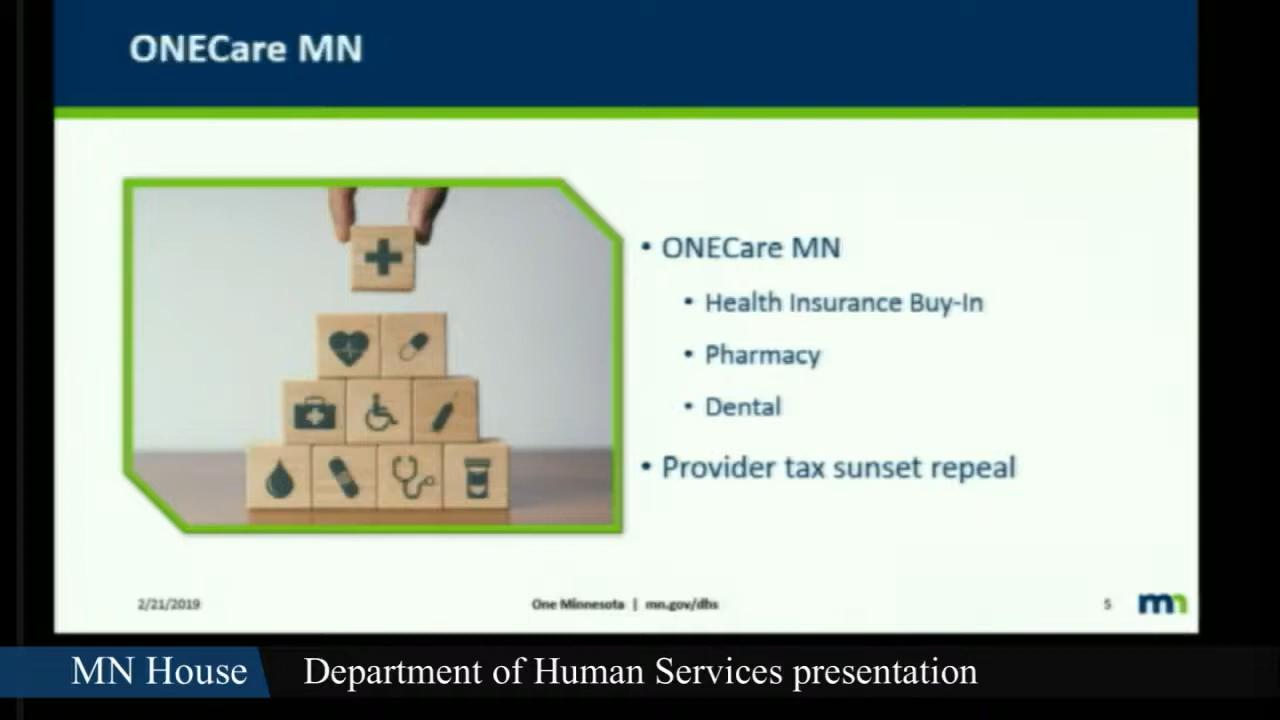 ONECare MN
• ONECare MN
• Health Insurance Buy-In
• Pharmacy
• Dental
• Provider tax sunset repeal
2/21/2019
One Minnesota | mn.gov/dhs
5
mn
MN House
Department of Human Services presentation